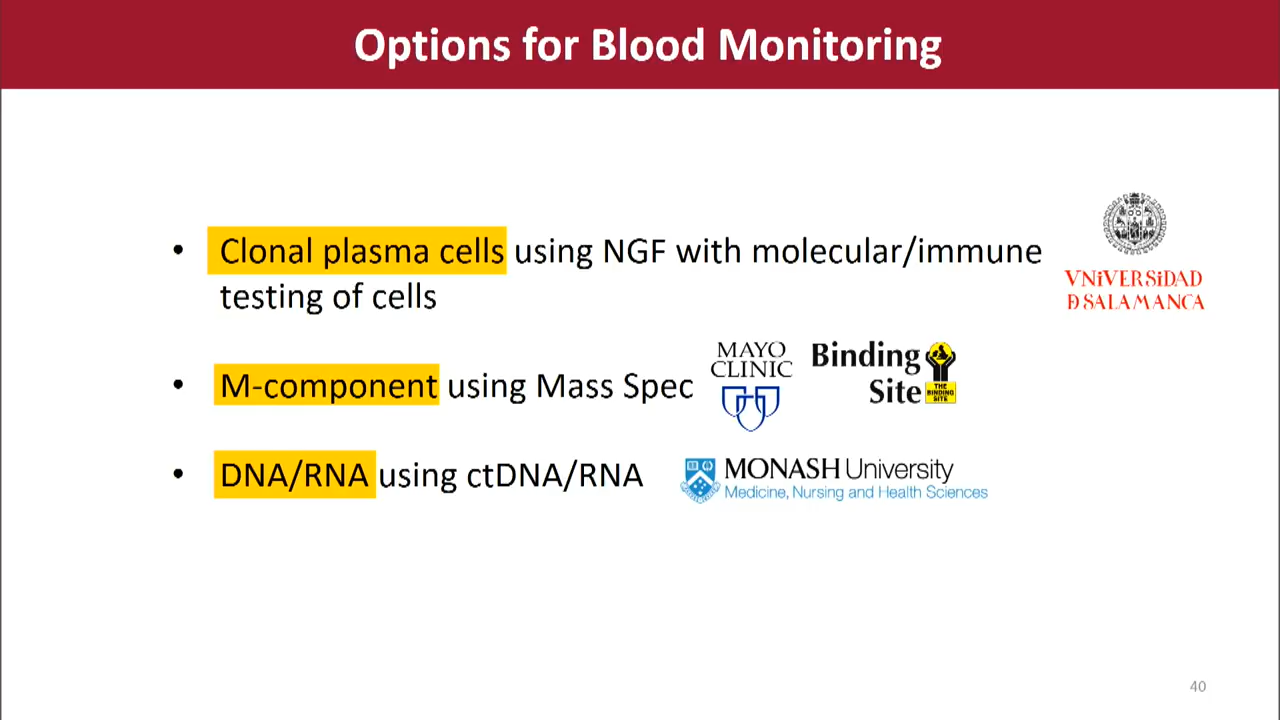 Options for Blood Monitoring
• Clonal plasma cells using NGF with molecular/immune
testing of cells
VNiVERSiDAD
Ð SALAMANCA
• M-component using Mass Spec
MAYO
CLINIC
Binding
Site
THE
BINDING
SITE
• DNA/RNA using ctDNA/RNA
MONASH University
Medicine, Nursing and Health Sciences
40